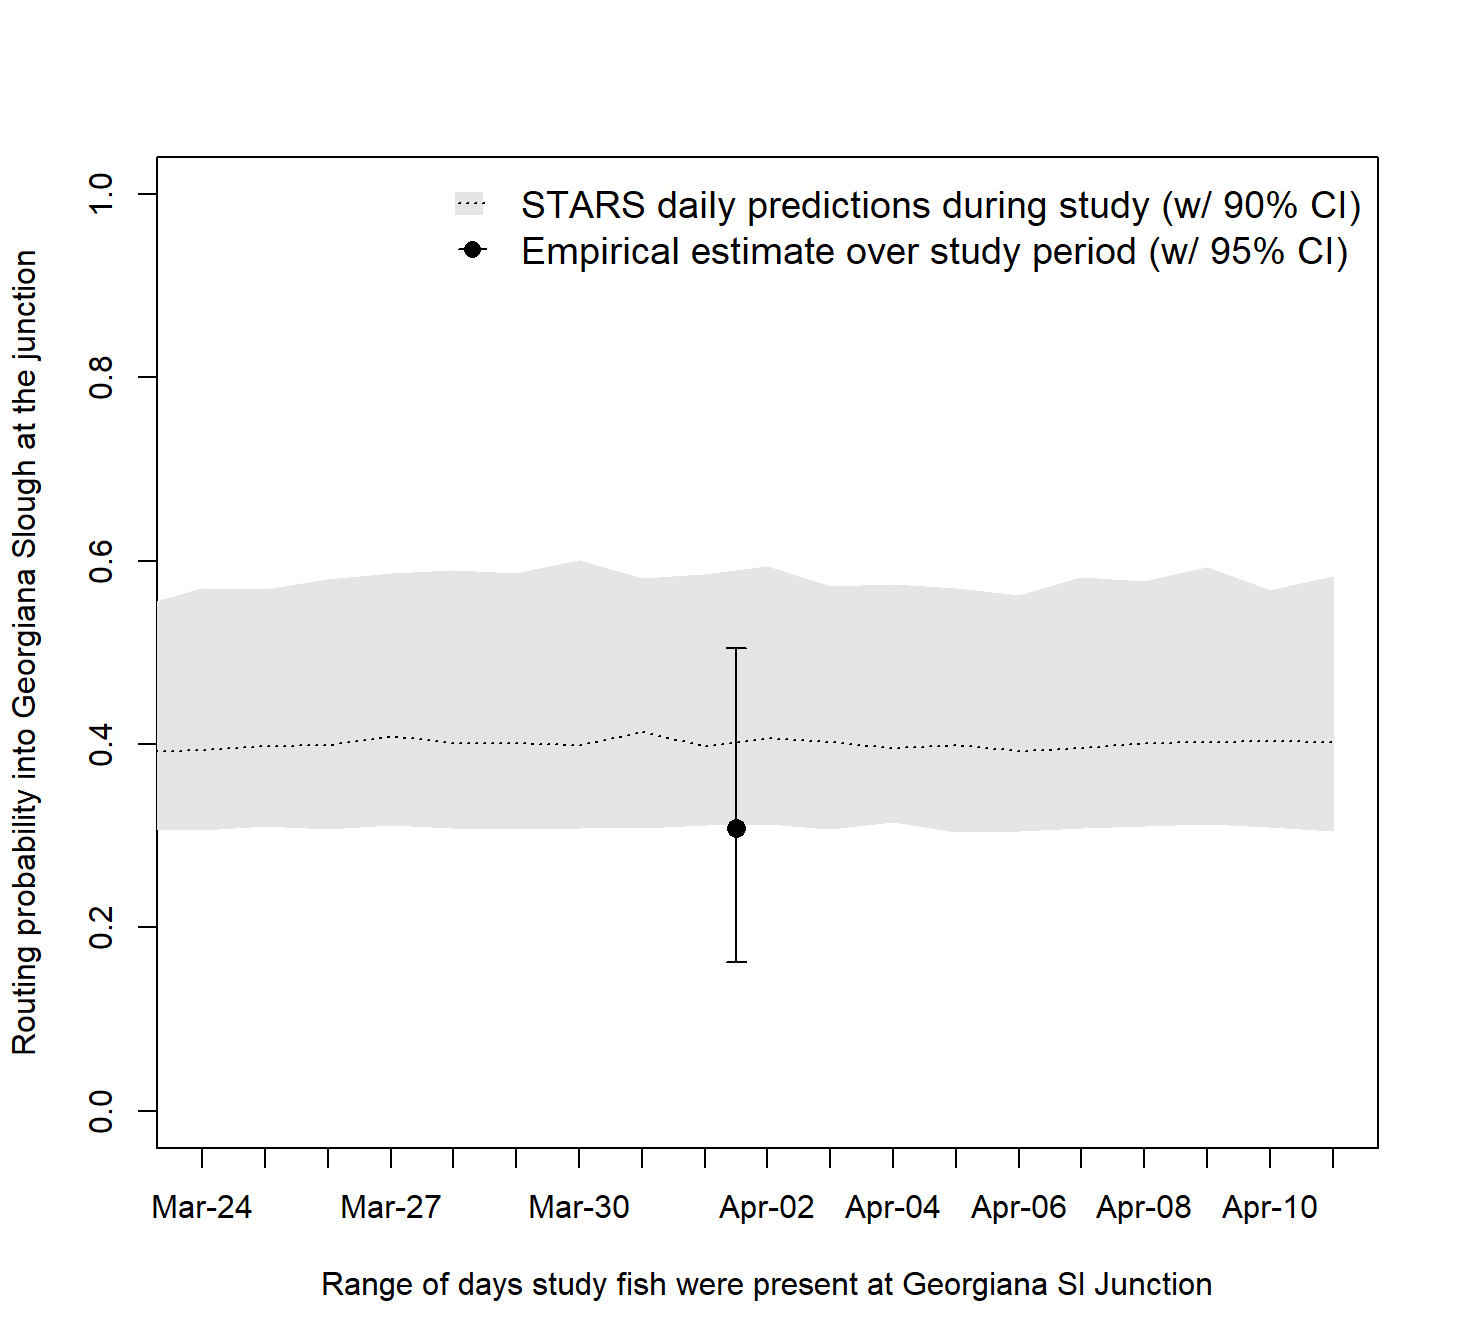 STARS daily predictions during study (w/ 90% CI)
Empirical estimate over study period (w/ 95% CI)
Routing probability into Georgiana Slough at the junction
1.0
0.8
0.6
0.4
0.2
0.0
Mar-24 Mar-27 Mar-30 Apr-02 Apr-04 Apr-06 Apr-08 Apr-10
Range of days study fish were present at Georgiana Sl Junction